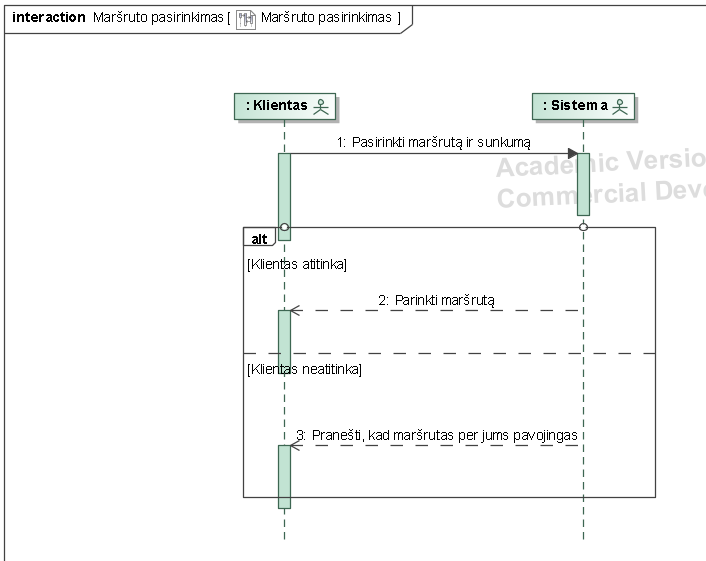 interaction Maršruto pasirinkimas [ Maršruto pasirinkimas ]
: Klientas
: Sistema
1: Pasirinkti maršrutą ir sunkumą
Academic Versio
Commercial Deve
alt
[Klientas atitinka]
2: Parinkti maršrutą
[Klientas neatitinka]
3: Pranešti, kad maršrutas per jums pavojingas